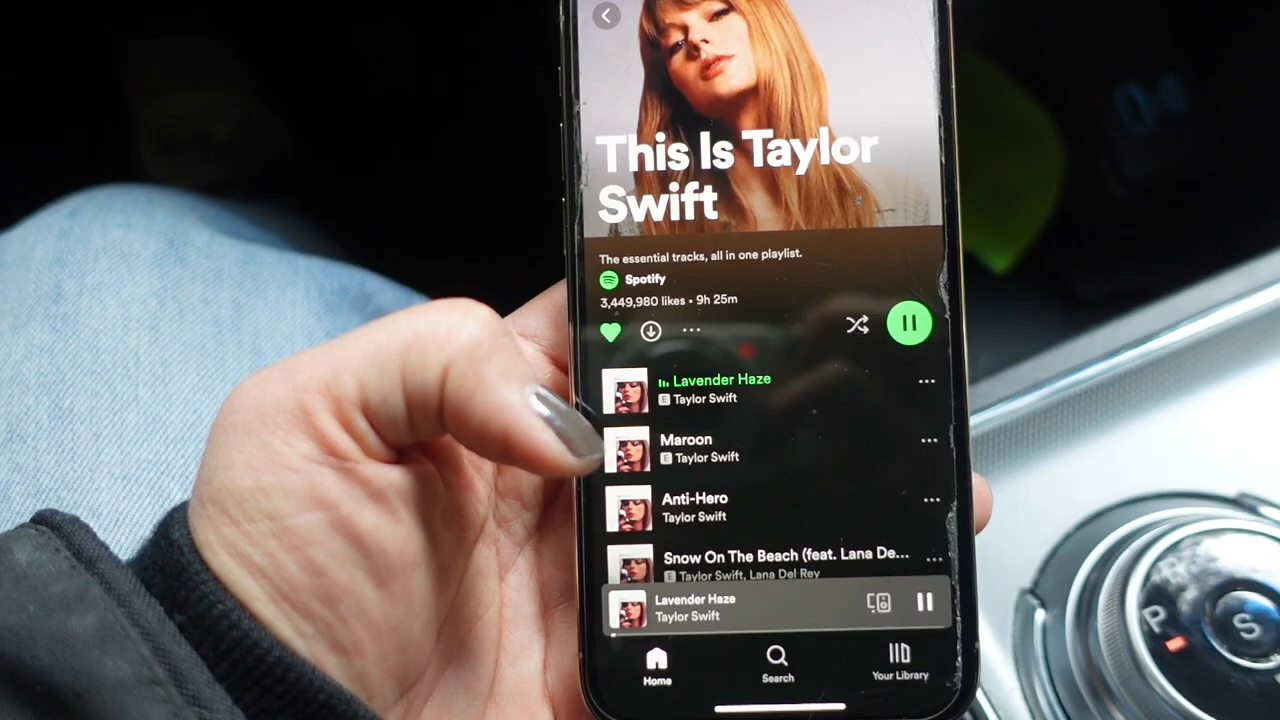 This Is Taylor
Swift
The essential tracks, all in one playlist.
Spotify
3,449,980 likes • 9h 25m
Lavender Haze
E Taylor Swift
Maroon
E Taylor Swift
Anti-Hero
Taylor Swift
Snow On The Beach (feat. Lana De...
E Taylor Swift, Lana Del Rey
Lavender Haze
Taylor Swift
Home
Search
Your Library
P
S